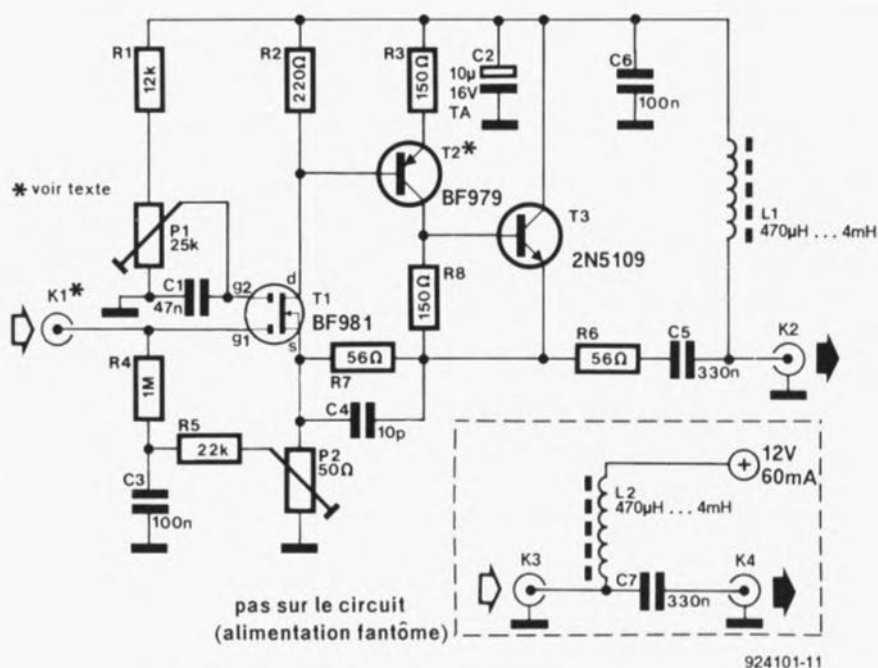 R1
12k
R2
220Ω
R3
150Ω
C2
10µ
16V
TA
C6
100n
T2*
BF979
* voir texte
P1
25k
T3
2N5109
L1
470µH ... 4mH
K1*
C1
47n
g2
d
T1
BF981
g1
s
R8
150Ω
R4
1M
56Ω
R7
R6
56Ω
C5
330n
K2
C4
10p
R5
22k
P2
50Ω
C3
100n
12V
60mA
L2
470µH ... 4mH
K3
C7
330n
K4
pas sur le circuit
(alimentation fantôme)
924101-11